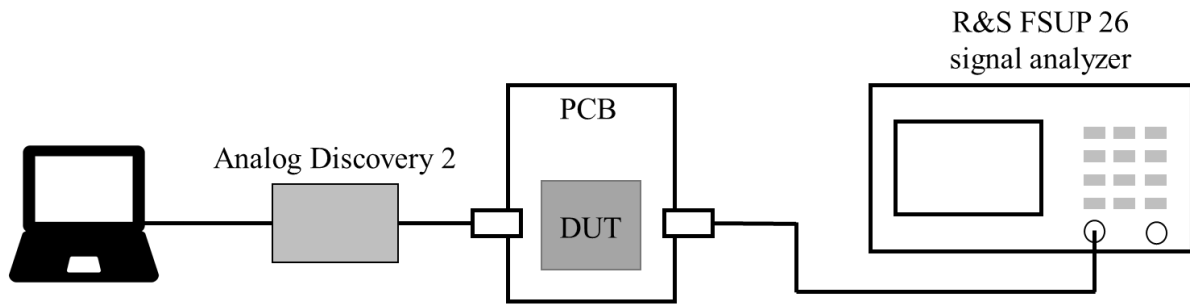 R&S FSUP 26
signal analyzer
PCB
Analog Discovery 2
DUT